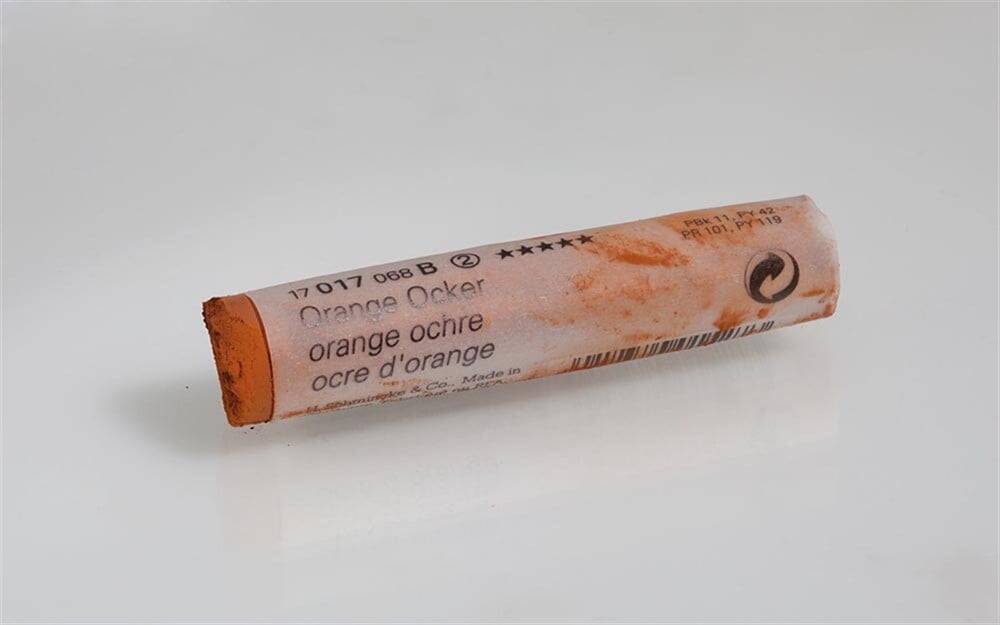 17 017 068 B ② ★★★★★
Orange Ocker
orange ochre
ocre d'orange
H. Schmincke & Co., Made in
PBk 11, PY 42
PR 101, PY 119